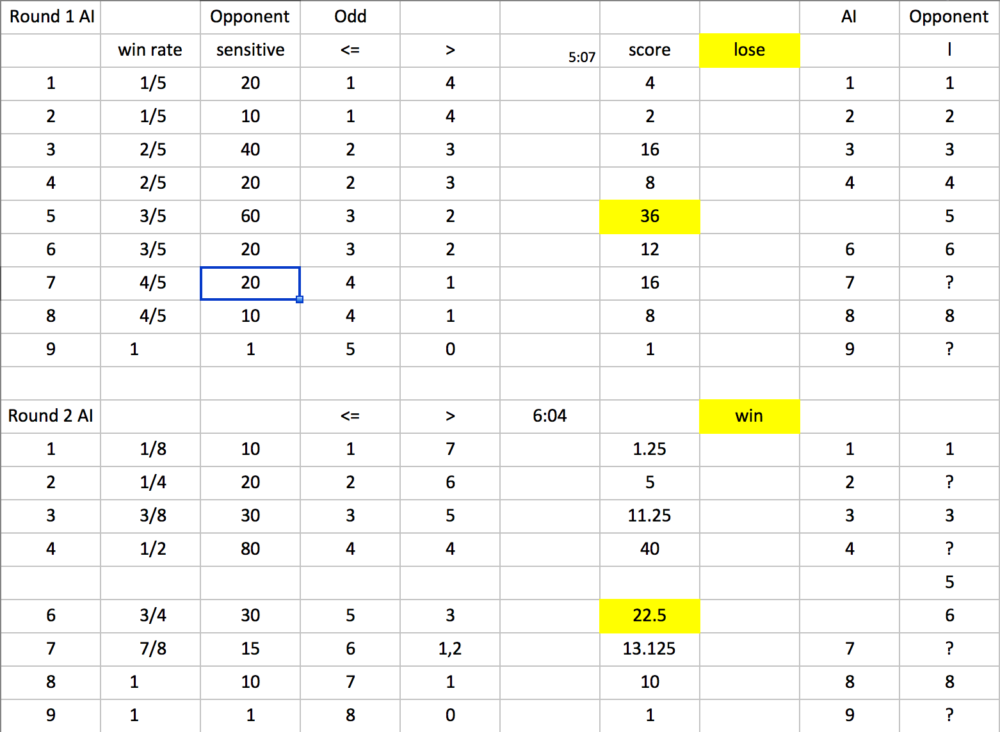 Round 1 AI Opponent Odd AI Opponent
win rate sensitive <= > 5:07 score lose l
1 1/5 20 1 4 4 1 1
2 1/5 10 1 4 2 2 2
3 2/5 40 2 3 16 3 3
4 2/5 20 2 3 8 4 4
5 3/5 60 3 2 36 5
6 3/5 20 3 2 12 6 6
7 4/5 20 4 1 16 7 ?
8 4/5 10 4 1 8 8 8
9 1 1 5 0 1 9 ?
Round 2 AI <= > 6:04 win
1 1/8 10 1 7 1.25 1 1
2 1/4 20 2 6 5 2 ?
3 3/8 30 3 5 11.25 3 3
4 1/2 80 4 4 40 4 ?
5
6 3/4 30 5 3 22.5 6
7 7/8 15 6 1,2 13.125 7 ?
8 1 10 7 1 10 8 8
9 1 1 8 0 1 9 ?